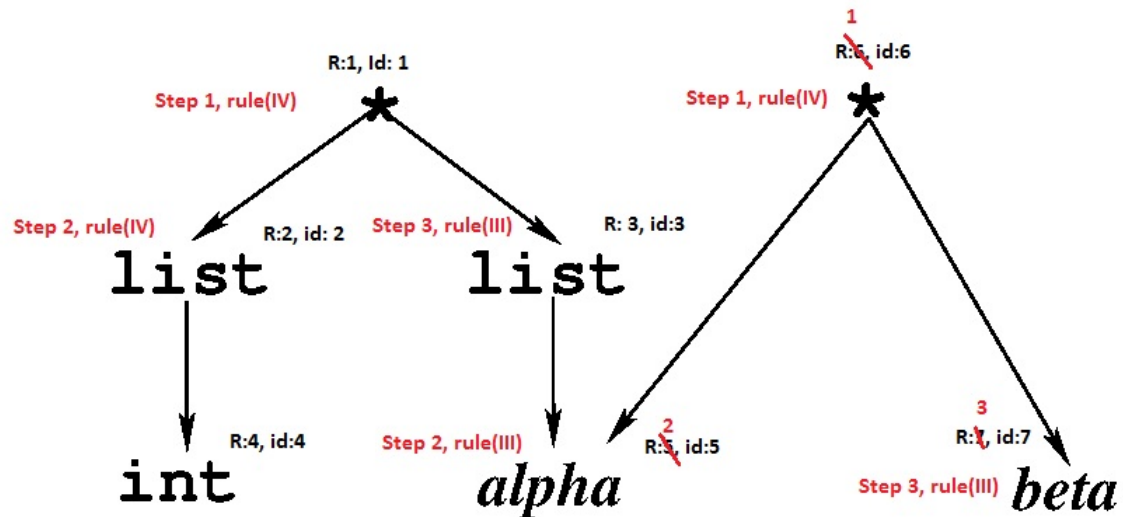 1
R:1, Id: 1
R:6, id:6
Step 1, rule(IV)
*
Step 1, rule(IV)
*
Step 2, rule(IV)
R:2, id: 2
Step 3, rule(III)
R: 3, id:3
list
list
R:4, id:4
Step 2, rule(III)
2
R:5, id:5
3
R:7, id:7
int
alpha
Step 3, rule(III)
beta